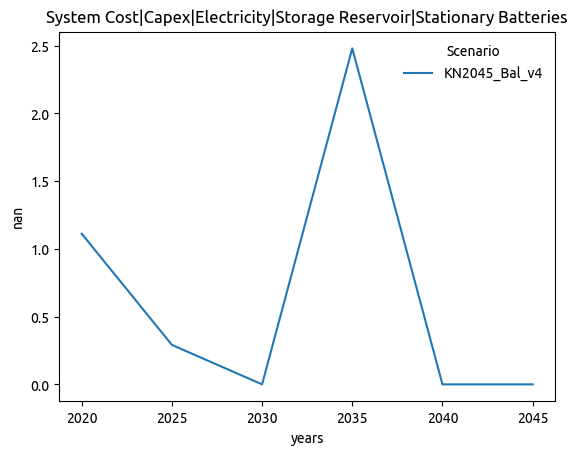 System Cost|Capex|Electricity|Storage Reservoir|Stationary Batteries
Scenario
KN2045_Bal_v4
2.5
2.0
1.5
1.0
0.5
0.0
nan
2020 2025 2030 2035 2040 2045
years